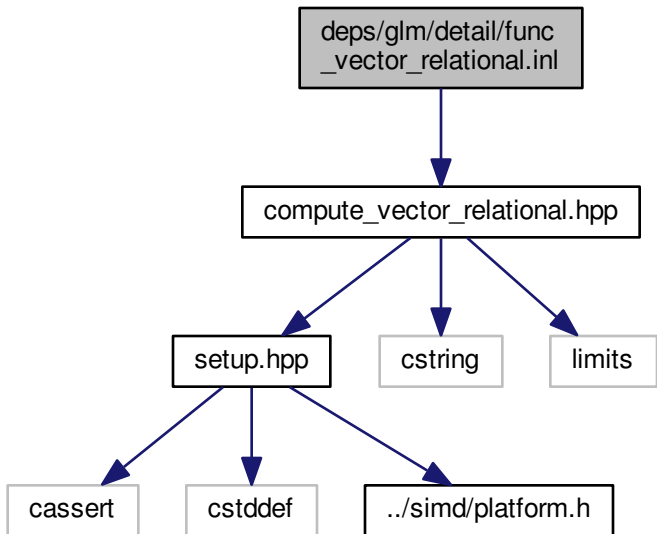 deps/glm/detail/func
_vector_relational.inl
compute_vector_relational.hpp
setup.hpp
cstring
limits
cassert
cstddef
../simd/platform.h